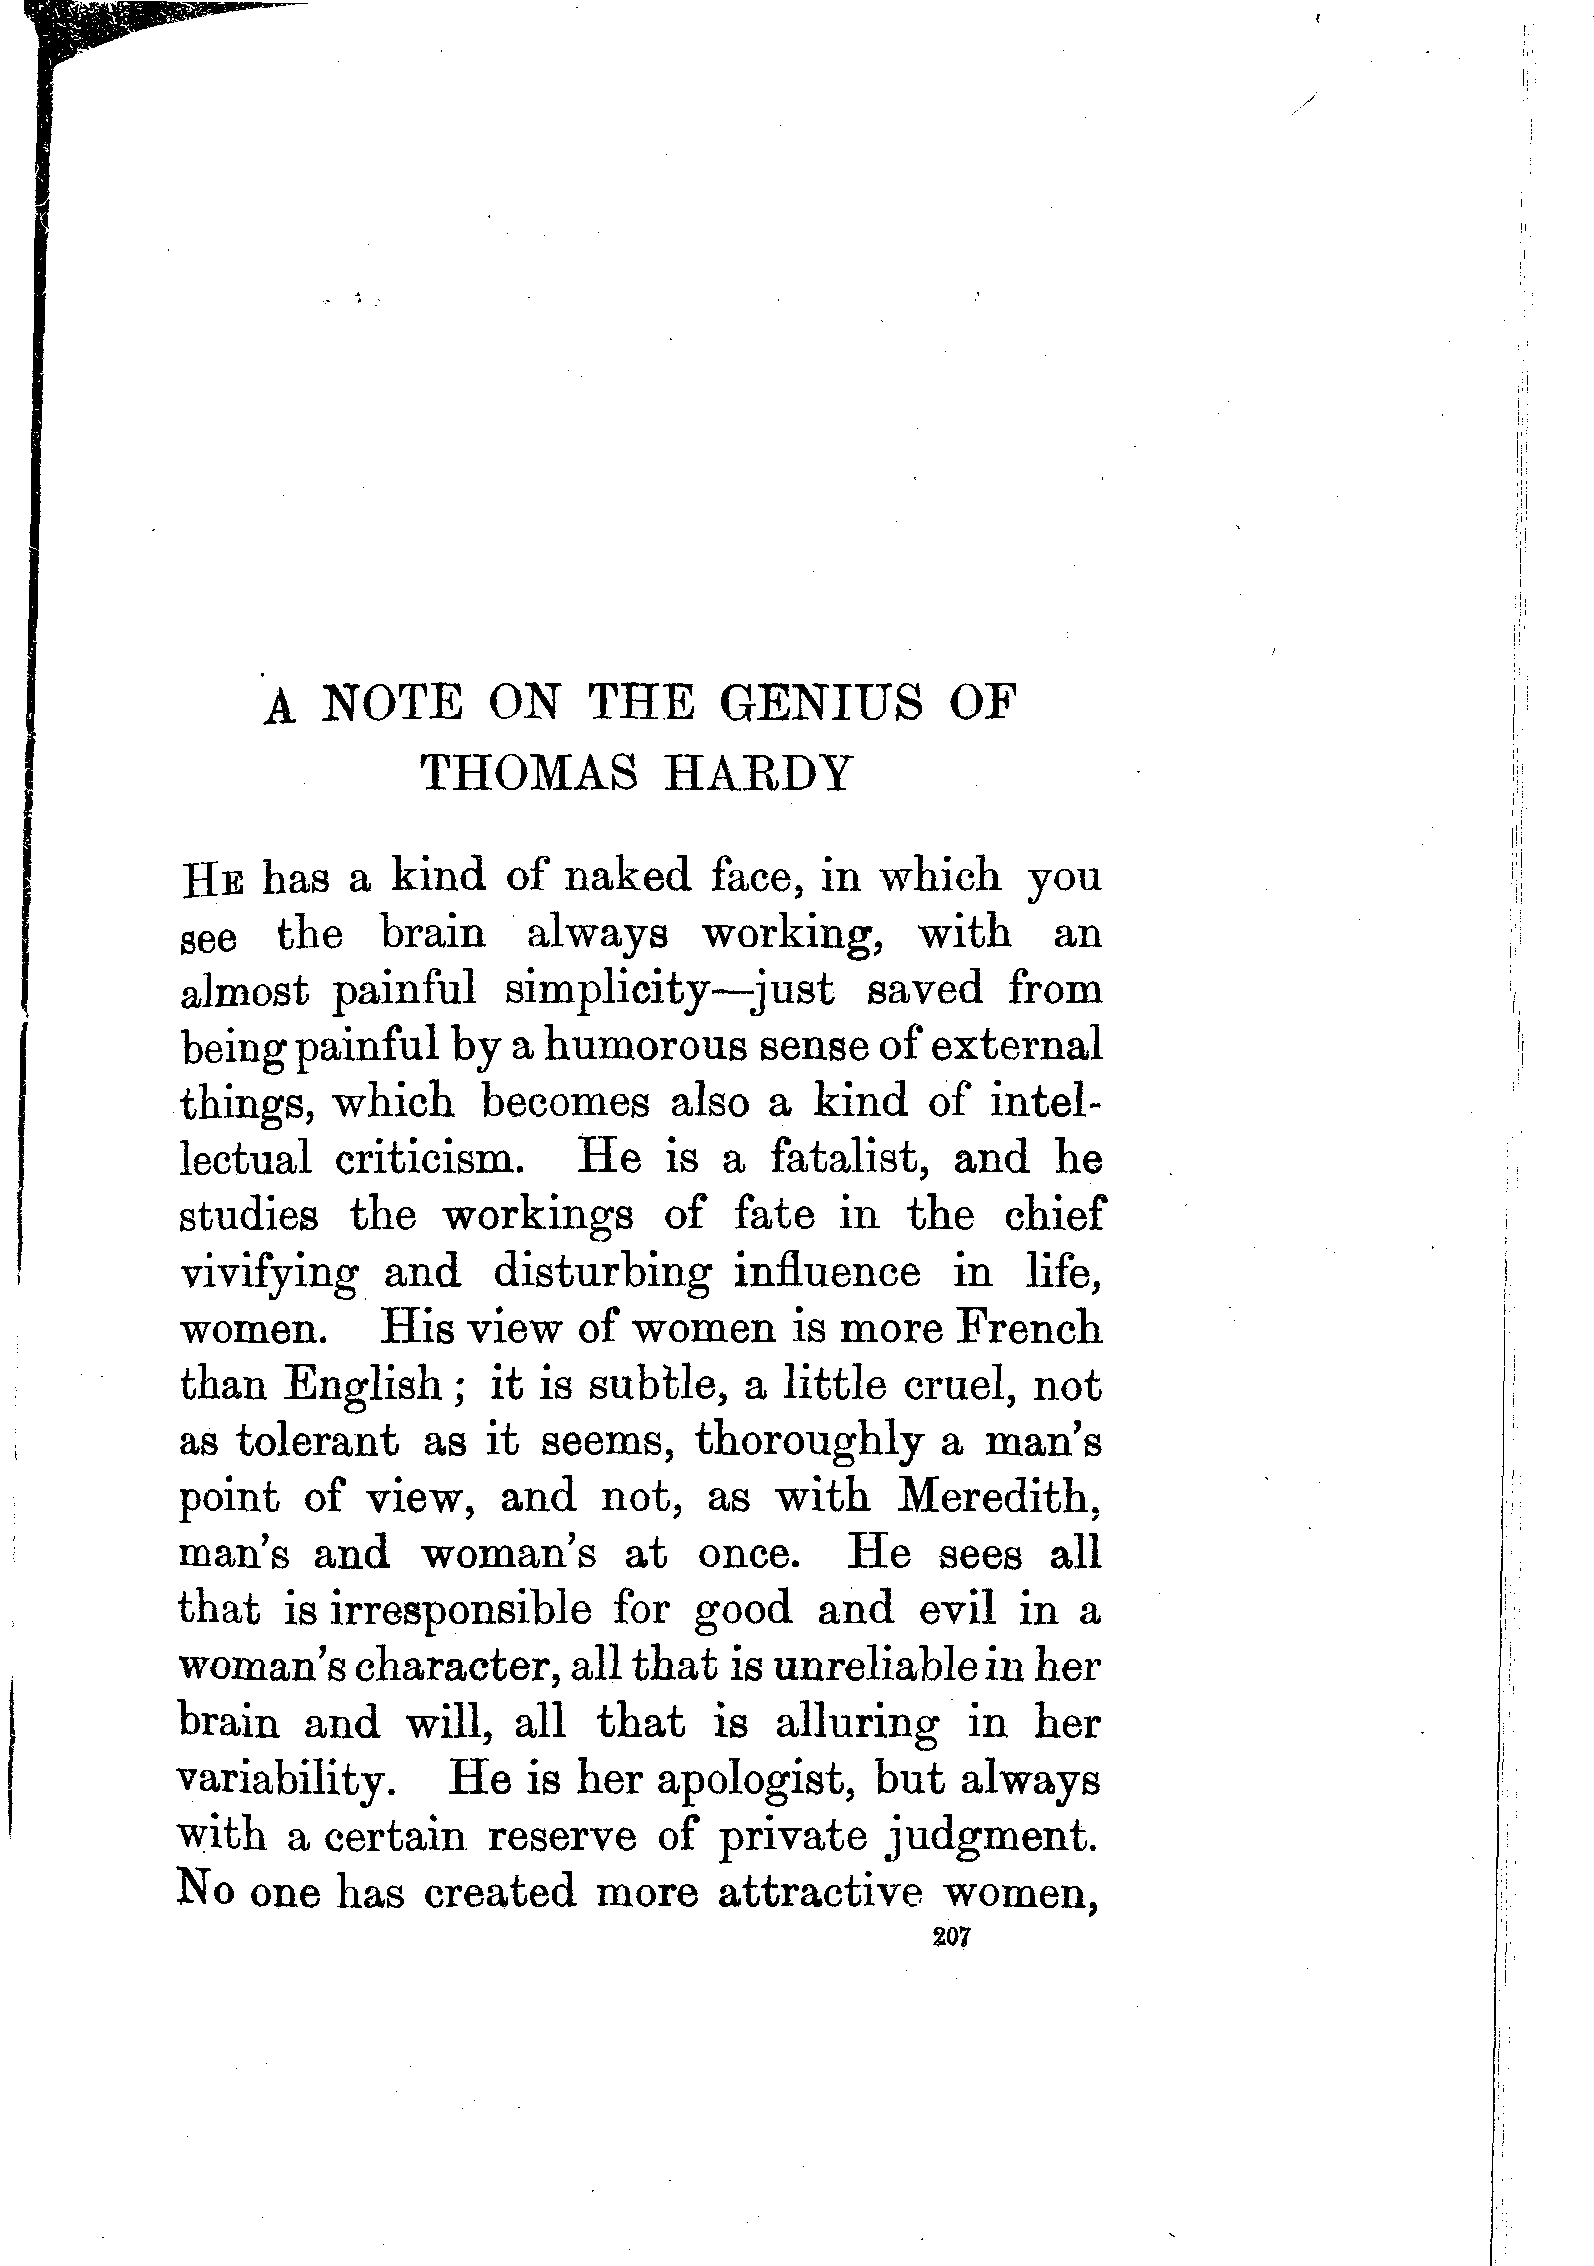 A NOTE ON THE GENIUS OF
THOMAS HARDY
HE has a kind of naked face, in which you
see the brain always working, with an
almost painful simplicity—just saved from
being painful by a humorous sense of external
things, which becomes also a kind of intel-
lectual criticism. He is a fatalist, and he
studies the workings of fate in the chief
vivifying and disturbing influence in life,
women. His view of women is more French
than English; it is subtle, a little cruel, not
as tolerant as it seems, thoroughly a man's
point of view, and not, as with Meredith,
man's and woman's at once. He sees all
that is irresponsible for good and evil in a
woman's character, all that is unreliable in her
brain and will, all that is alluring in her
variability. He is her apologist, but always
with a certain reserve of private judgment.
No one has created more attractive women,
207